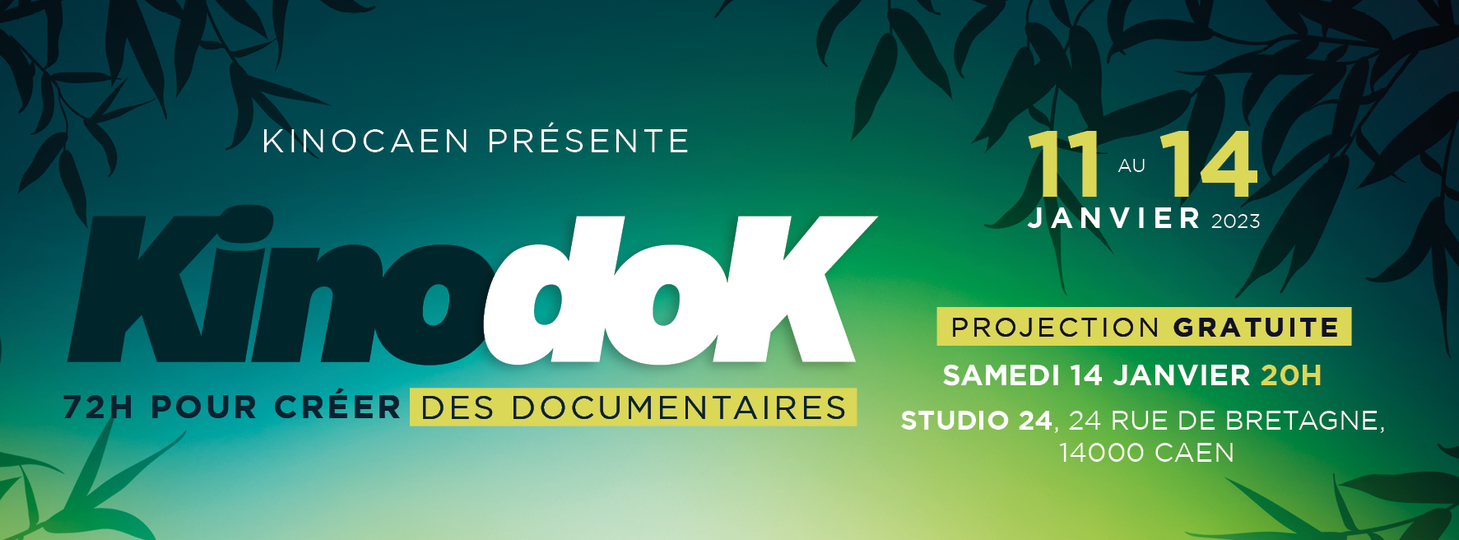 KINOCAEN PRÉSENTE
KinodoK
72H POUR CRÉER DES DOCUMENTAIRES
11 AU 14
JANVIER 2023
PROJECTION GRATUITE
SAMEDI 14 JANVIER 20H
STUDIO 24, 24 RUE DE BRETAGNE,
14000 CAEN